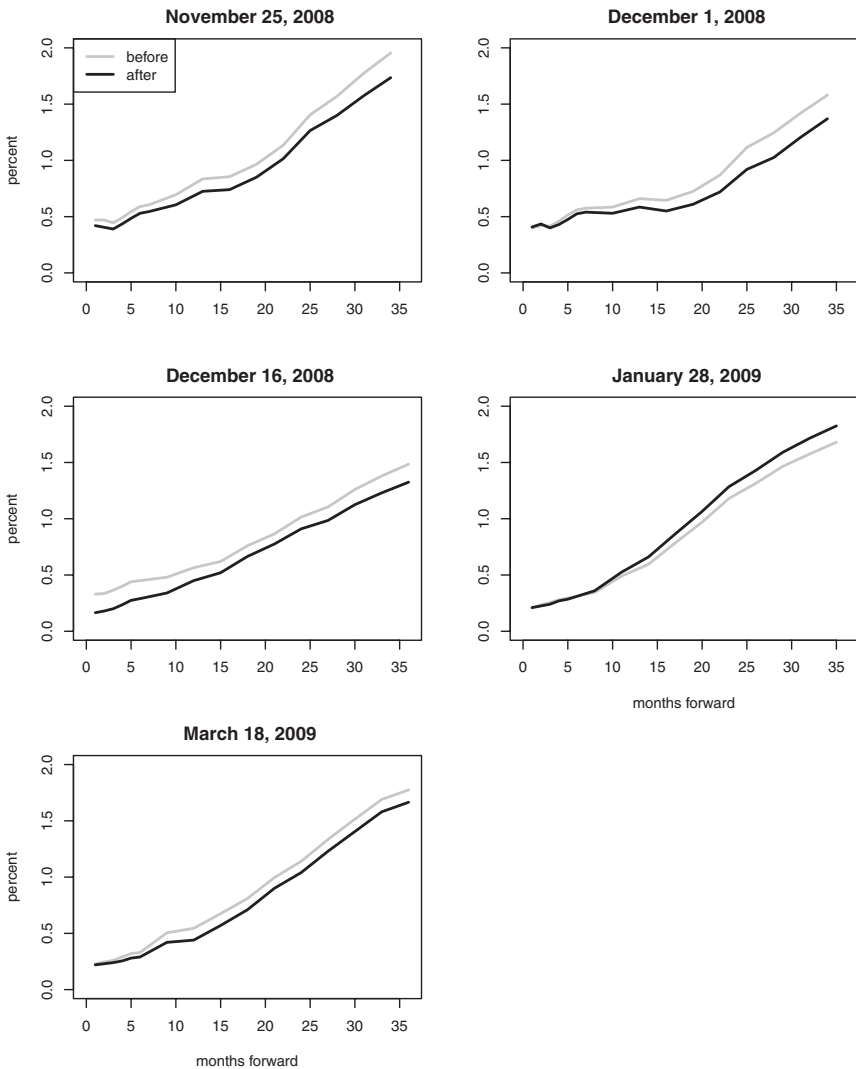 November 25, 2008
before
after
percent
0.0 0.5 1.0 1.5 2.0
0 5 10 15 20 25 30 35
December 1, 2008
0.0 0.5 1.0 1.5 2.0
0 5 10 15 20 25 30 35
December 16, 2008
percent
0.0 0.5 1.0 1.5 2.0
0 5 10 15 20 25 30 35
January 28, 2009
0.0 0.5 1.0 1.5 2.0
0 5 10 15 20 25 30 35
months forward
March 18, 2009
percent
0.0 0.5 1.0 1.5 2.0
0 5 10 15 20 25 30 35
months forward